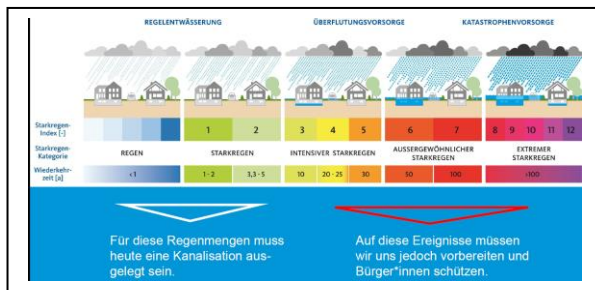 REGELENTWÄSSERUNG ÜBERFLUTUNGSVORSORGE KATASTROPHENVORSORGE
Starkregen-
Index [-]
1 2 3 4 5 6 7 8 9 10 11 12
Starkregen-
Kategorie
REGEN STARKREGEN INTENSIVER STARKREGEN AUSSERGEWÖHNLICHER
STARKREGEN EXTREMER
STARKREGEN
Wiederkehr-
zeit [a]
<1 1 - 2 3,3 - 5 10 20 - 25 30 50 100 >100
Für diese Regenmengen muss
heute eine Kanalisation aus-
gelegt sein.
Auf diese Ereignisse müssen
wir uns jedoch vorbereiten und
Bürger*innen schützen.